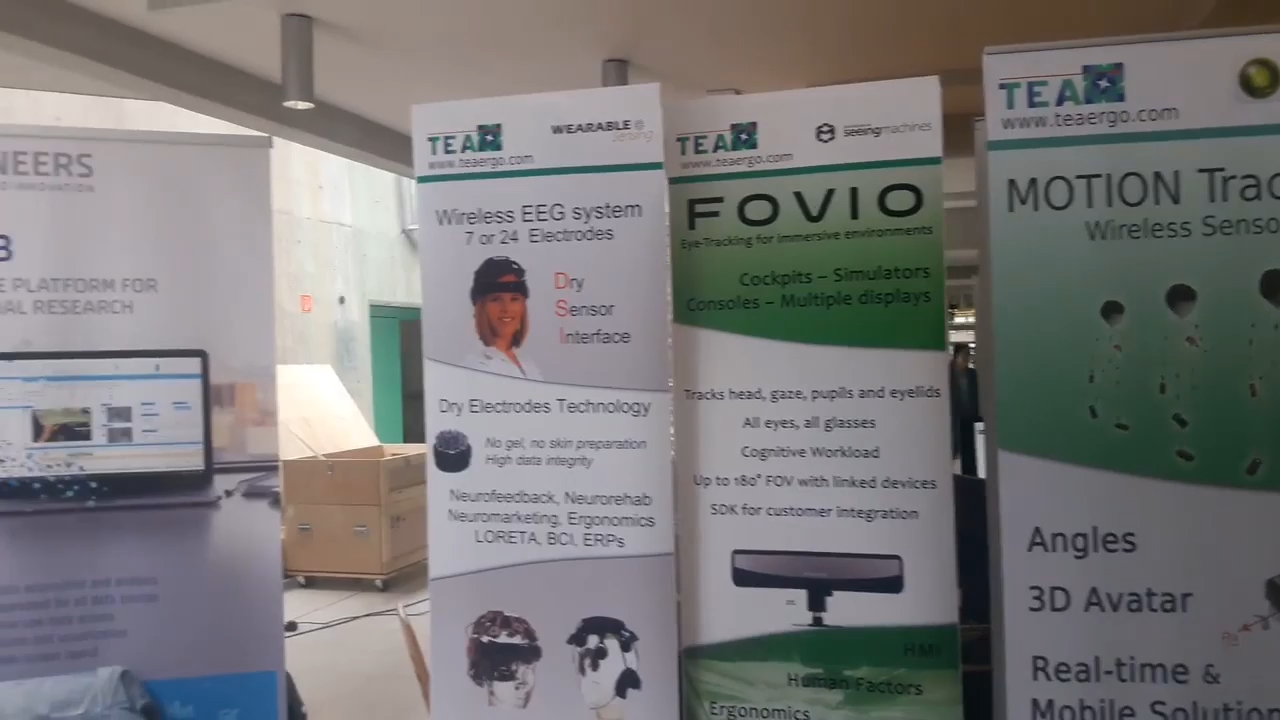 NEERS
E PLATFORM FOR
AL RESEARCH
TEA
www.teaergo.com
WEARABLE
sensing
Wireless EEG system
7 or 24 Electrodes
Dry
Sensor
Interface
Dry Electrodes Technology
No gel, no skin preparation
High data integrity
Neurofeedback, Neurorehab
Neuromarketing, Ergonomics
LORETA, BCI, ERPs
TEA
www.teaergo.com
seeingmachines
FOVIO
Eye-Tracking for immersive environments
Cockpits – Simulators
Consoles – Multiple displays
Tracks head, gaze, pupils and eyelids
All eyes, all glasses
Cognitive Workload
Up to 180° FOV with linked devices
SDK for customer integration
HMI
Human Factors
Ergonomics
TEA
www.teaergo.com
MOTION Trac
Wireless Senso
Angles
3D Avatar
Real-time &
Mobile Solution